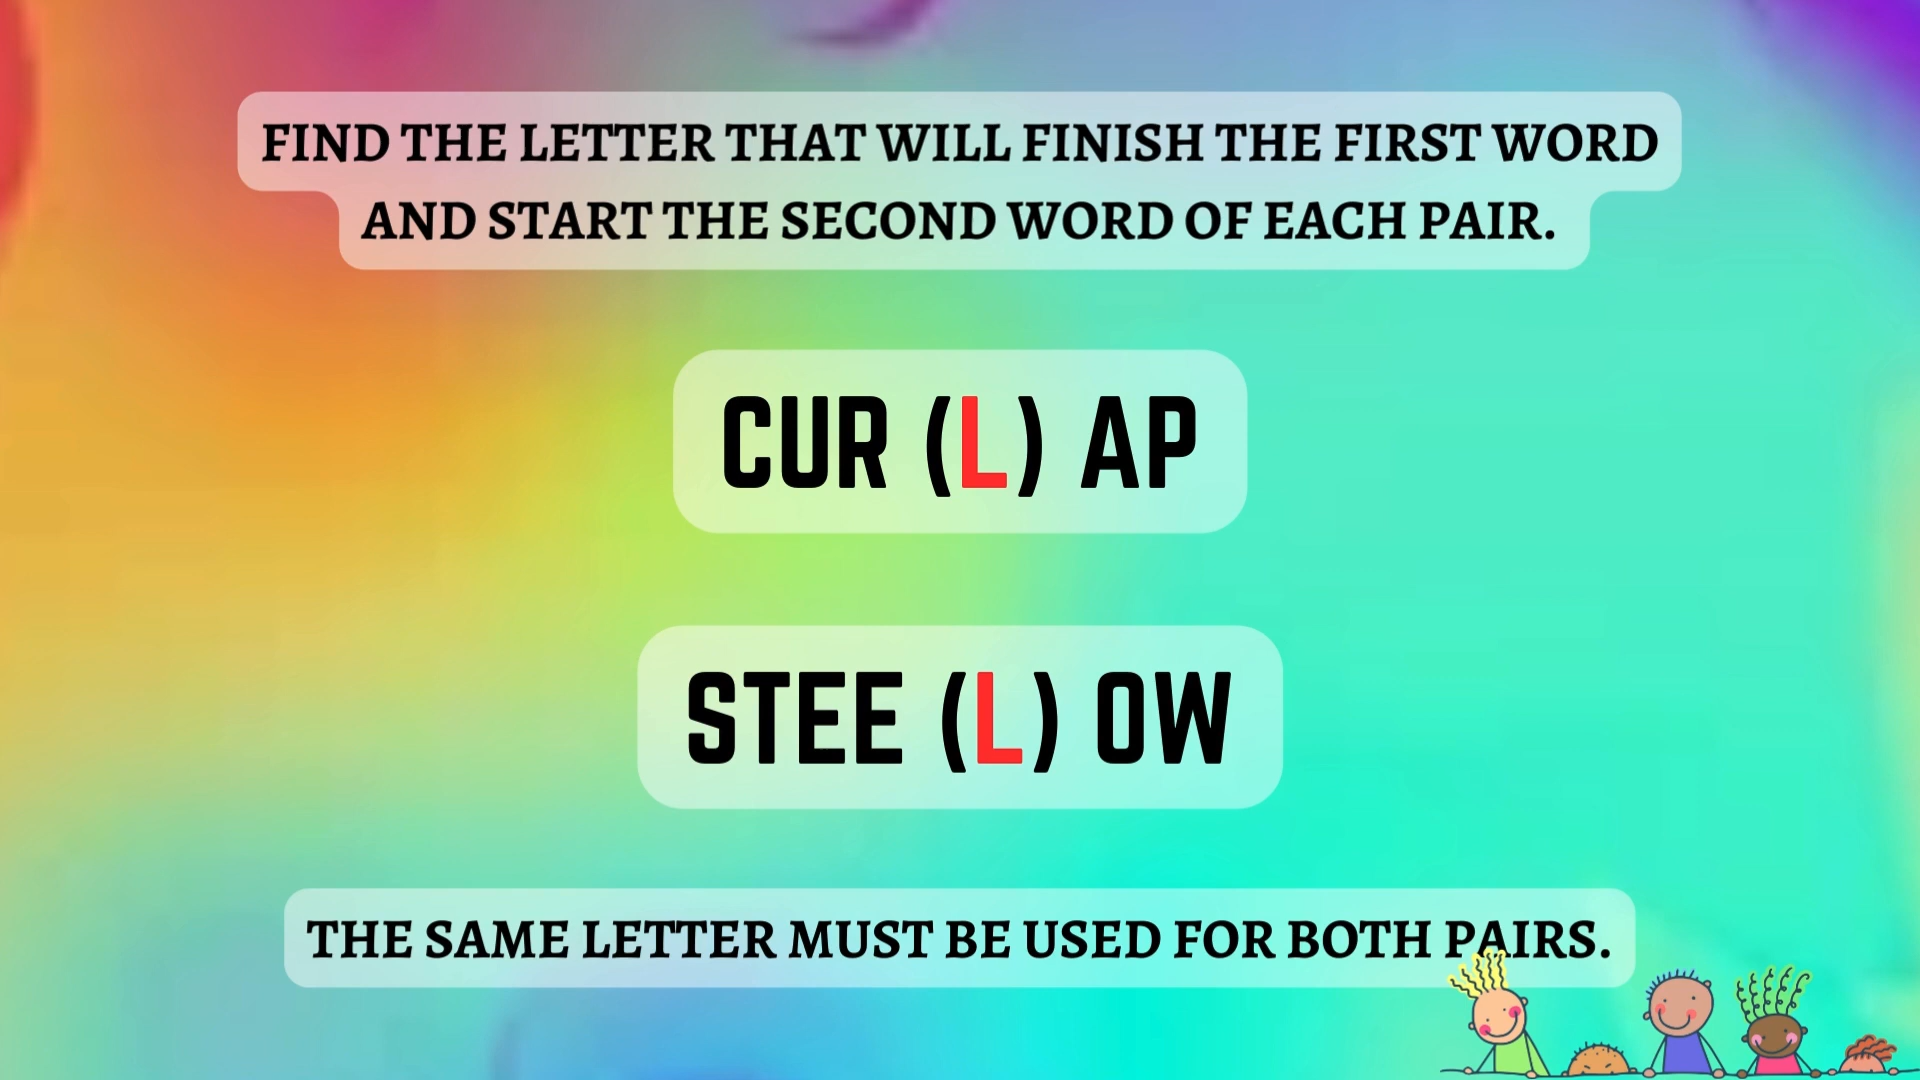 FIND THE LETTER THAT WILL FINISH THE FIRST WORD
AND START THE SECOND WORD OF EACH PAIR.
CUR (L) AP
STEE (L) OW
THE SAME LETTER MUST BE USED FOR BOTH PAIRS.